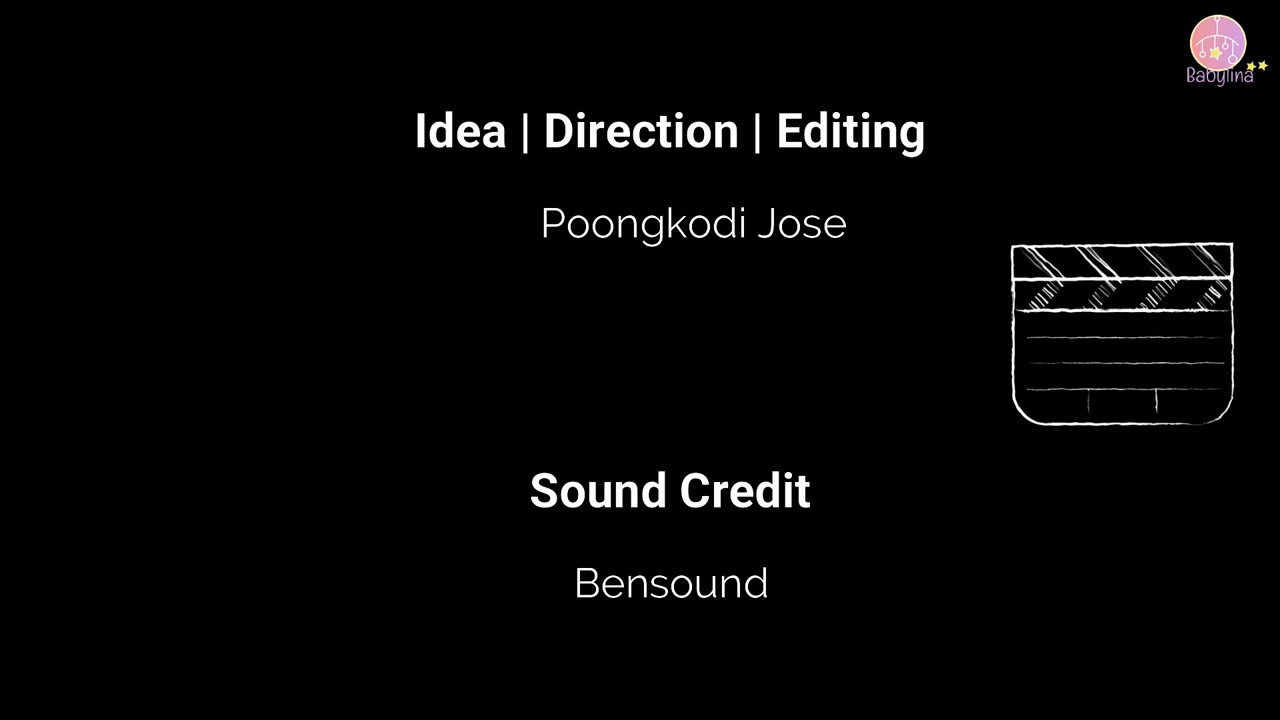 Babylina
Idea | Direction | Editing
Poongkodi Jose
Sound Credit
Bensound